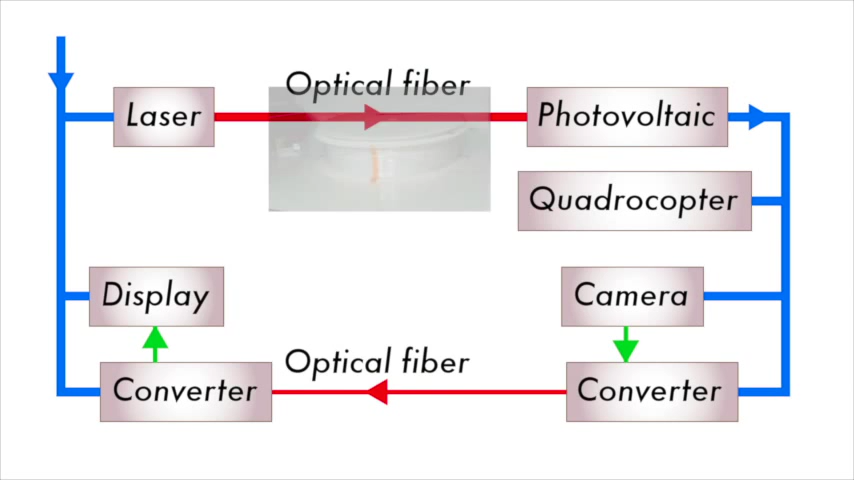 Optical fiber
Laser
Photovoltaic
Quadrocopter
Display
Camera
Optical fiber
Converter
Converter